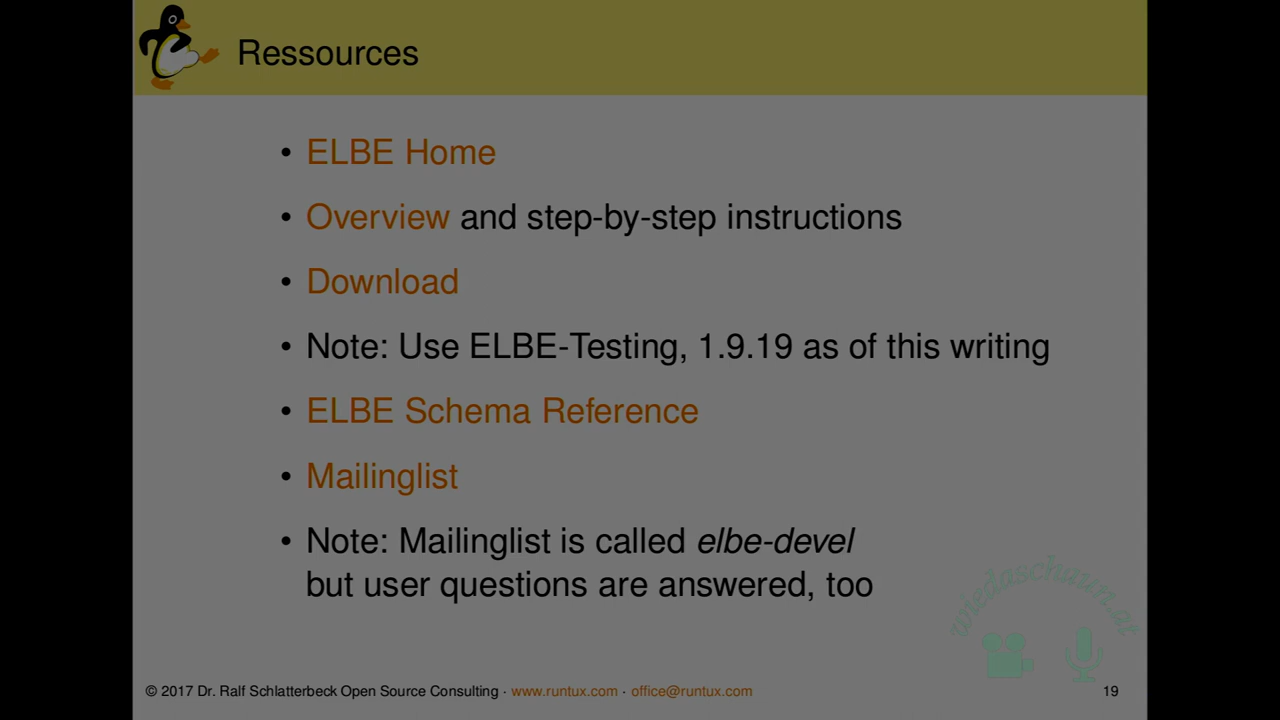 Ressources
• ELBE Home
• Overview and step-by-step instructions
• Download
• Note: Use ELBE-Testing, 1.9.19 as of this writing
• ELBE Schema Reference
• Mailinglist
• Note: Mailinglist is called elbe-devel
but user questions are answered, too
wiedaschaun.at
© 2017 Dr. Ralf Schlatterbeck Open Source Consulting · www.runtux.com · office@runtux.com
19